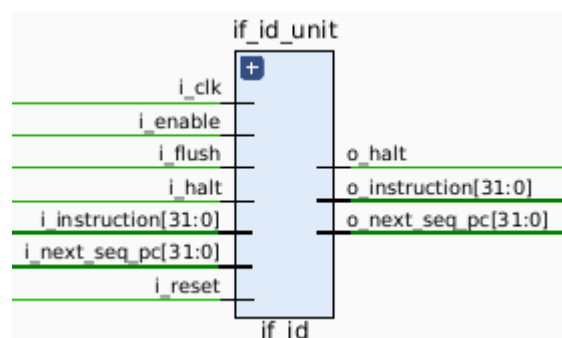 if_id_unit
+
i_clk
i_enable
i_flush
o_halt
i_halt
o_instruction[31:0]
i_instruction[31:0]
o_next_seq_pc[31:0]
i_next_seq_pc[31:0]
i_reset
if_id